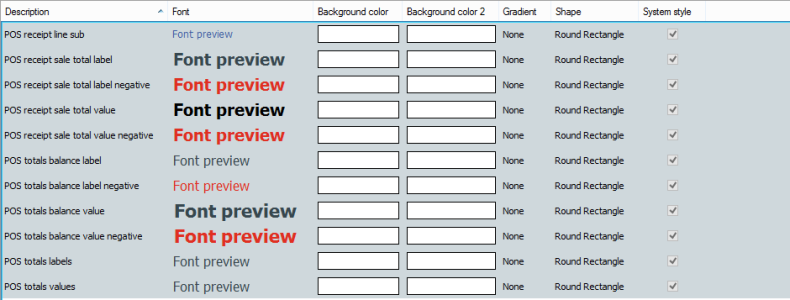 Description Font Background color Background color 2 Gradient Shape System style
POS receipt line sub Font preview None Round Rectangle
POS receipt sale total label Font preview None Round Rectangle
POS receipt sale total label negative Font preview None Round Rectangle
POS receipt sale total value Font preview None Round Rectangle
POS receipt sale total value negative Font preview None Round Rectangle
POS totals balance label Font preview None Round Rectangle
POS totals balance label negative Font preview None Round Rectangle
POS totals balance value Font preview None Round Rectangle
POS totals balance value negative Font preview None Round Rectangle
POS totals labels Font preview None Round Rectangle
POS totals values Font preview None Round Rectangle